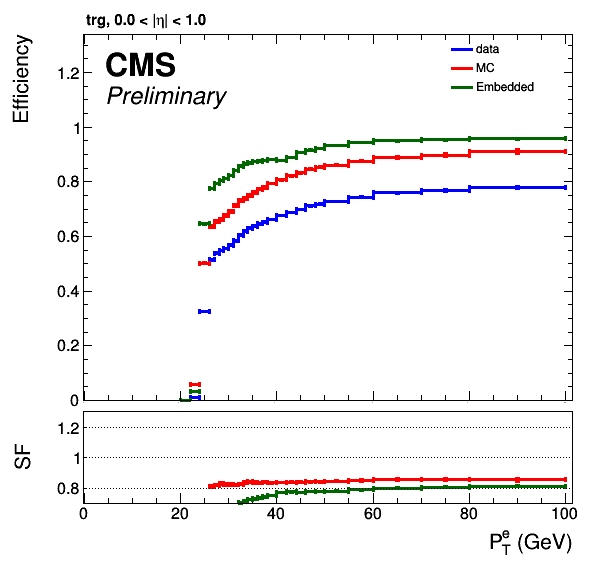 trg, 0.0 < |η| < 1.0
CMS
Preliminary
data
MC
Embedded
Efficiency
1.2
1
0.8
0.6
0.4
0.2
0
SF
1.2
1
0.8
0 20 40 60 80 100
P_T^e (GeV)